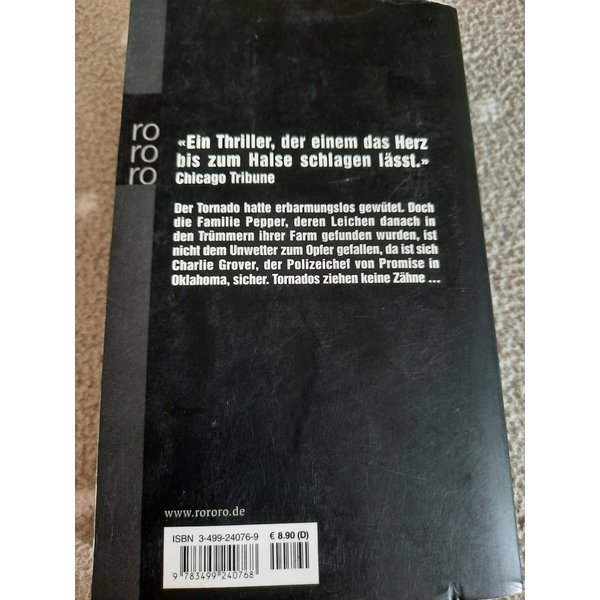 ro
ro
ro
«Ein Thriller, der einem das Herz
bis zum Halse schlagen lässt.»
Chicago Tribune
Der Tornado hatte erbarmungslos gewütet. Doch
die Familie Pepper, deren Leichen danach in
den Trümmern ihrer Farm gefunden wurden, ist
nicht dem Unwetter zum Opfer gefallen, da ist sich
Charlie Grover, der Polizeichef von Promise in
Oklahoma, sicher. Tornados ziehen keine Zähne ...
www.rororo.de
ISBN 3-499-24076-9 € 8.90 (D)
9 783499 240768